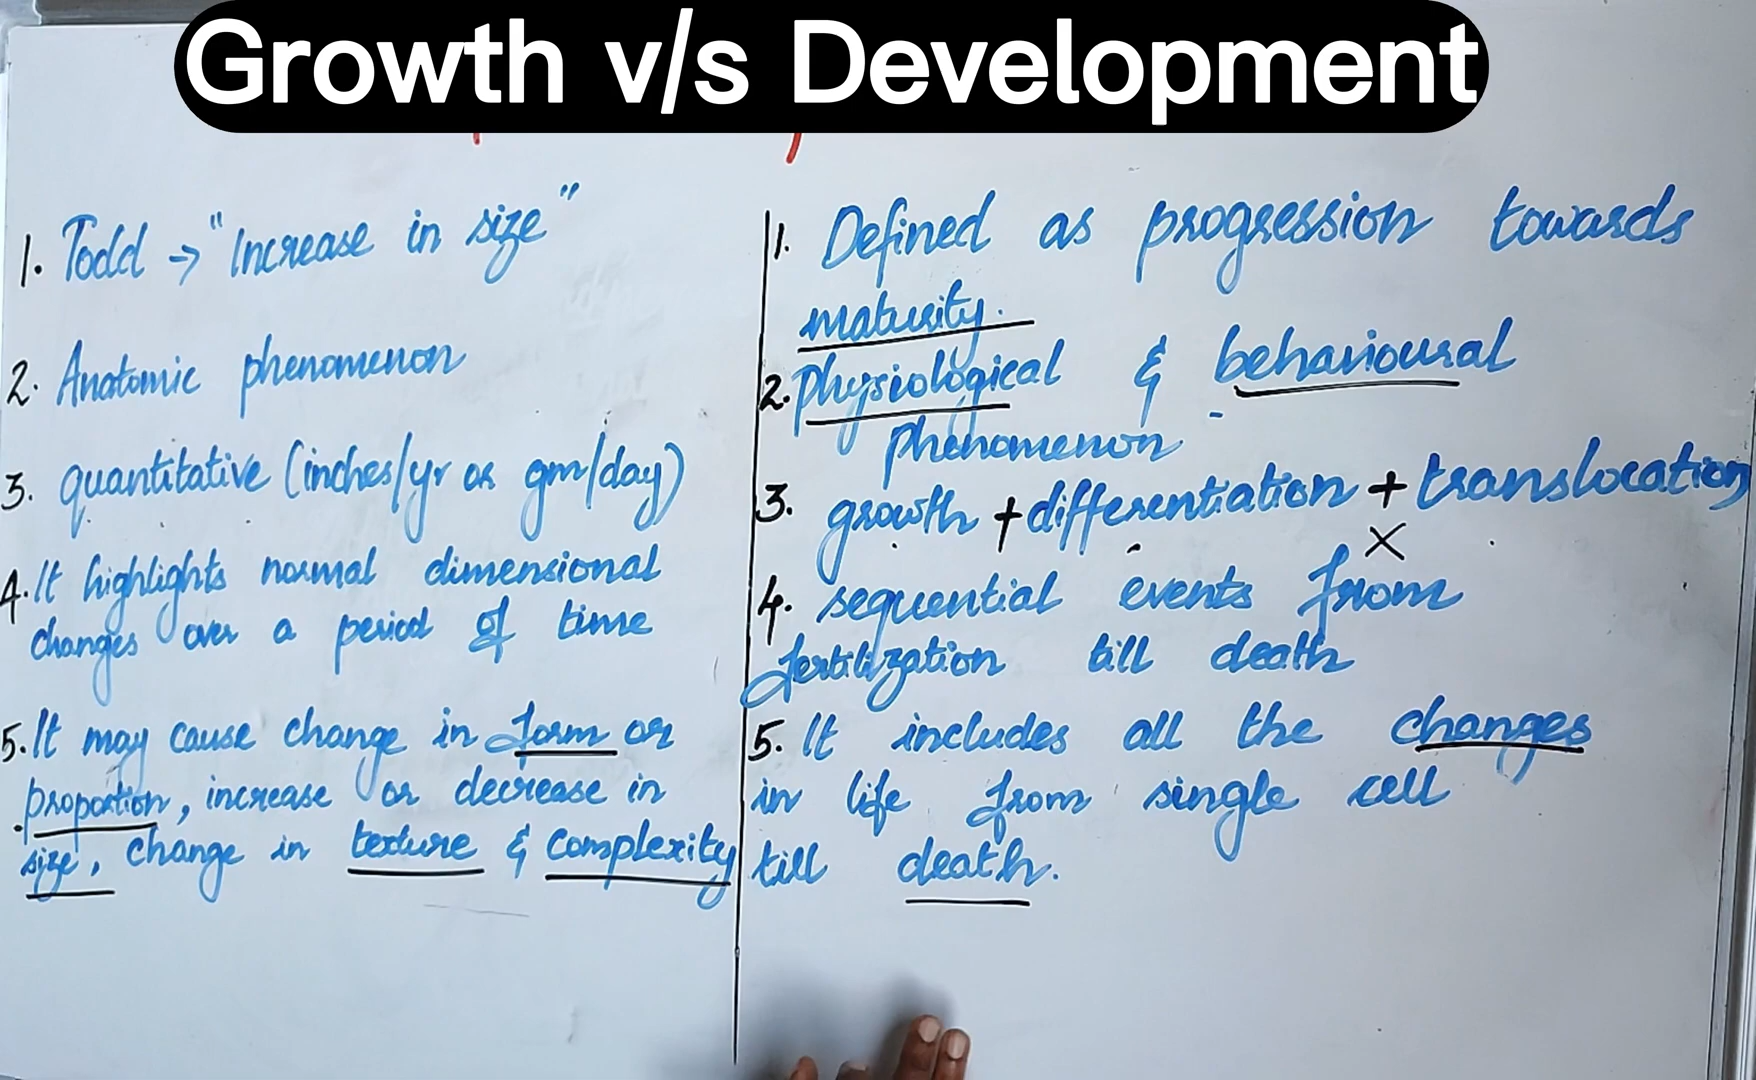 Growth v/s Development
1. Todd → "Increase in size"
2. Anatomic phenomenon
3. quantitative (inches/yr or gm/day)
4. It highlights normal dimensional
changes over a period of time
5. It may cause change in form or
proportion, increase or decrease in
size, change in texture & complexity
1. Defined as progression towards
maturity.
2. physiological & behavioural
phenomenon
3. growth + differentiation + translocation
×
4. sequential events from
fertilization till death
5. It includes all the changes
in life from single cell
till death.